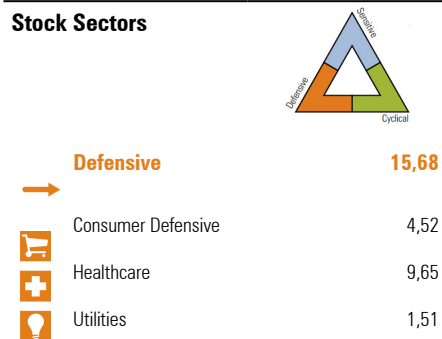 Stock Sectors
Sensitive
Defensive
Cyclical
Defensive 15,68
Consumer Defensive 4,52
Healthcare 9,65
Utilities 1,51